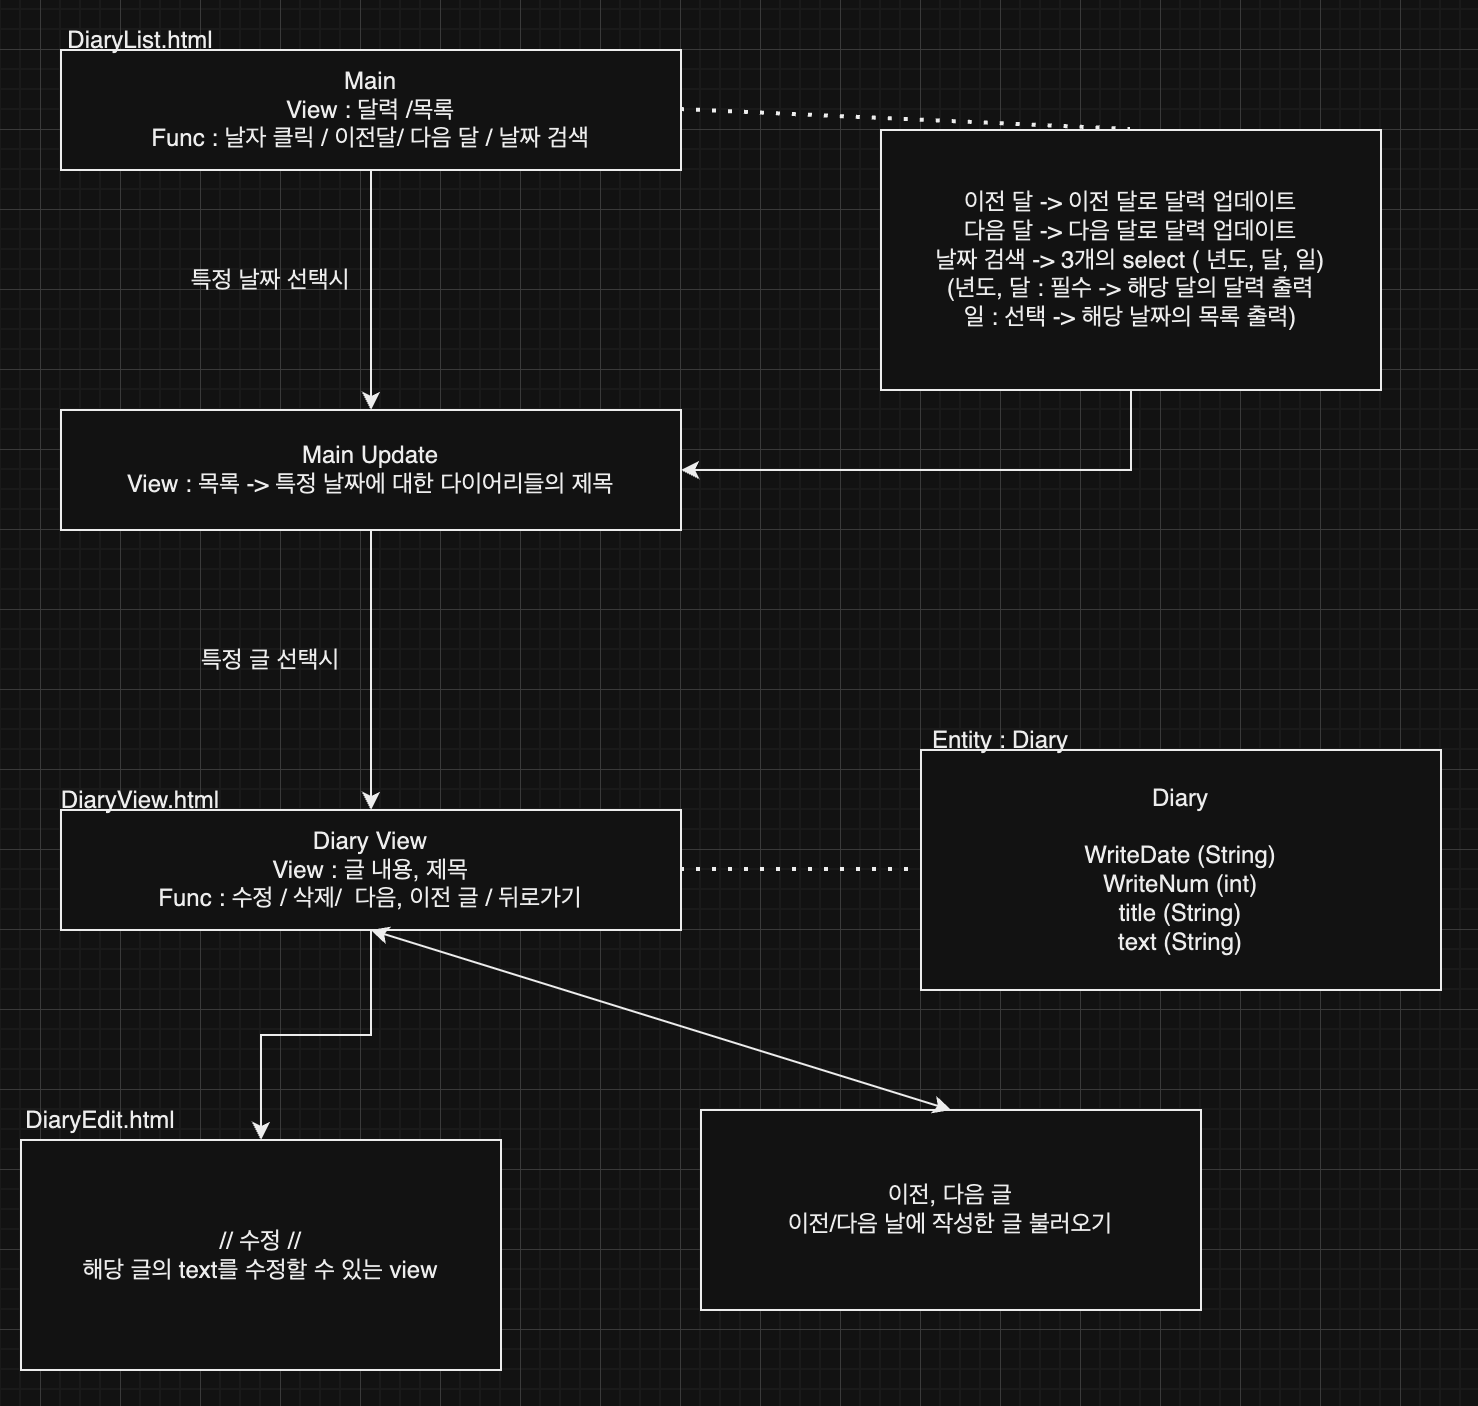 DiaryList.html
Main
View : 달력 /목록
Func : 날자 클릭 / 이전달/ 다음 달 / 날짜 검색
이전 달 -> 이전 달로 달력 업데이트
다음 달 -> 다음 달로 달력 업데이트
날짜 검색 -> 3개의 select ( 년도, 달, 일)
(년도, 달 : 필수 -> 해당 달의 달력 출력
일 : 선택 -> 해당 날짜의 목록 출력)
특정 날짜 선택시
Main Update
View : 목록 -> 특정 날짜에 대한 다이어리들의 제목
특정 글 선택시
Entity : Diary
Diary
WriteDate (String)
WriteNum (int)
title (String)
text (String)
DiaryView.html
Diary View
View : 글 내용, 제목
Func : 수정 / 삭제/  다음, 이전 글 / 뒤로가기
DiaryEdit.html
// 수정 //
해당 글의 text를 수정할 수 있는 view
이전, 다음 글
이전/다음 날에 작성한 글 불러오기